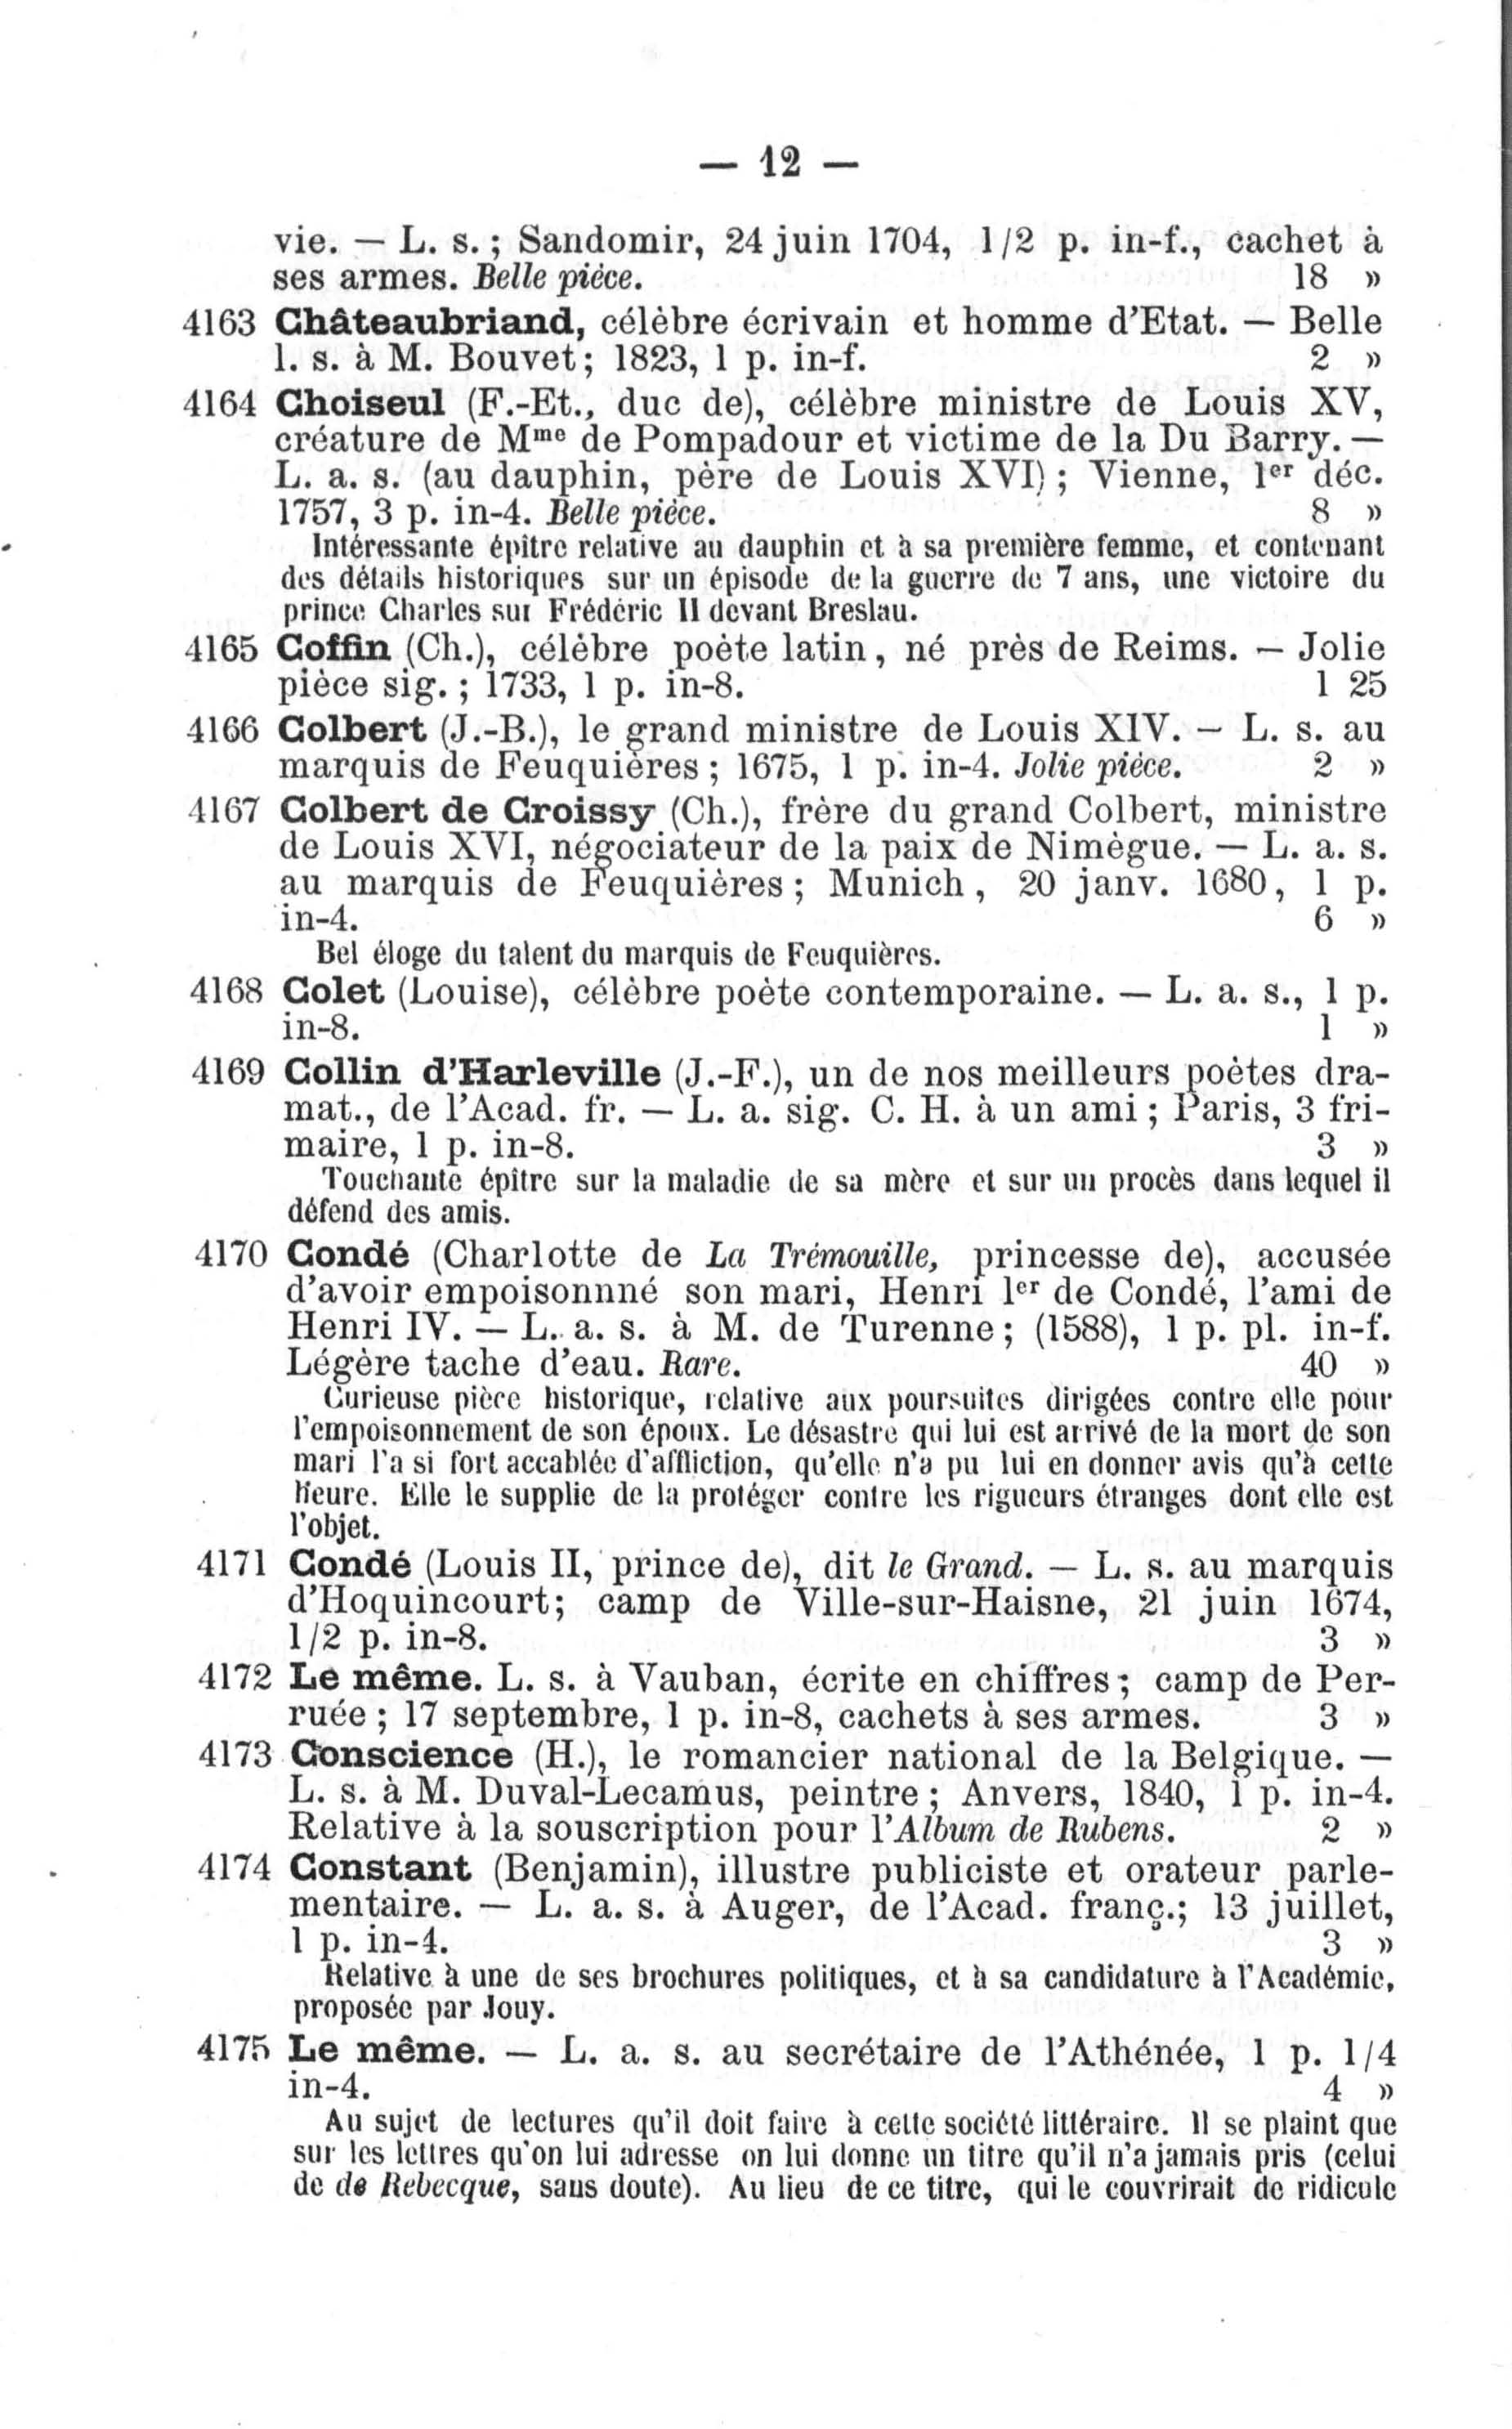 — 12 —
vie. — L. s. ; Sandomir, 24 juin 1704, 1/2 p. in-f., cachet à
ses armes. Belle pièce. 18 »
4163 Châteaubriand, célèbre écrivain et homme d'Etat. — Belle
l. s. à M. Bouvet; 1823, 1 p. in-f. 2 »
4164 Choiseul (F.-Et., duc de), célèbre ministre de Louis XV,
créature de Mme de Pompadour et victime de la Du Barry. —
L. a. s. (au dauphin, père de Louis XVI) ; Vienne, 1er déc.
1757, 3 p. in-4. Belle pièce. 8 »
Intéressante épître relative au dauphin et à sa première femme, et contenant
des détails historiques sur un épisode de la guerre de 7 ans, une victoire du
prince Charles sur Frédéric II devant Breslau.
4165 Coffin (Ch.), célèbre poète latin, né près de Reims. — Jolie
pièce sig. ; 1733, 1 p. in-8. 1 25
4166 Colbert (J.-B.), le grand ministre de Louis XIV. — L. s. au
marquis de Feuquières ; 1675, 1 p. in-4. Jolie pièce. 2 »
4167 Colbert de Croissy (Ch.), frère du grand Colbert, ministre
de Louis XVI, négociateur de la paix de Nimègue. — L. a. s.
au marquis de Feuquières ; Munich, 20 janv. 1680, 1 p.
in-4. 6 »
Bel éloge du talent du marquis de Feuquières.
4168 Colet (Louise), célèbre poète contemporaine. — L. a. s., 1 p.
in-8. 1 »
4169 Collin d'Harleville (J.-F.), un de nos meilleurs poètes dra-
mat., de l'Acad. fr. — L. a. sig. C. H. à un ami ; Paris, 3 fri-
maire, 1 p. in-8. 3 »
Touchante épître sur la maladie de sa mère et sur un procès dans lequel il
défend des amis.
4170 Condé (Charlotte de La Trémouille, princesse de), accusée
d'avoir empoisonnné son mari, Henri 1er de Condé, l'ami de
Henri IV. — L. a. s. à M. de Turenne ; (1588), 1 p. pl. in-f.
Légère tache d'eau. Rare. 40 »
Curieuse pièce historique, relative aux poursuites dirigées contre elle pour
l'empoisonnement de son époux. Le désastre qui lui est arrivé de la mort de son
mari l'a si fort accablée d'affliction, qu'elle n'a pu lui en donner avis qu'à cette
heure. Elle le supplie de la protéger contre les rigueurs étranges dont elle est
l'objet.
4171 Condé (Louis II, prince de), dit le Grand. — L. s. au marquis
d'Hoquincourt; camp de Ville-sur-Haisne, 21 juin 1674,
1/2 p. in-8. 3 »
4172 Le même. L. s. à Vauban, écrite en chiffres ; camp de Per-
ruée ; 17 septembre, 1 p. in-8, cachets à ses armes. 3 »
4173 Conscience (H.), le romancier national de la Belgique. —
L. s. à M. Duval-Lecamus, peintre ; Anvers, 1840, 1 p. in-4.
Relative à la souscription pour l'Album de Rubens. 2 »
4174 Constant (Benjamin), illustre publiciste et orateur parle-
mentaire. — L. a. s. à Auger, de l'Acad. franç.; 13 juillet,
1 p. in-4. 3 »
Relative à une de ses brochures politiques, et à sa candidature à l'Académie,
proposée par Jouy.
4175 Le même. — L. a. s. au secrétaire de l'Athénée, 1 p. 1/4
in-4. 4 »
Au sujet de lectures qu'il doit faire à cette société littéraire. Il se plaint que
sur les lettres qu'on lui adresse on lui donne un titre qu'il n'a jamais pris (celui
de de Rebecque, sans doute). Au lieu de ce titre, qui le couvrirait de ridicule